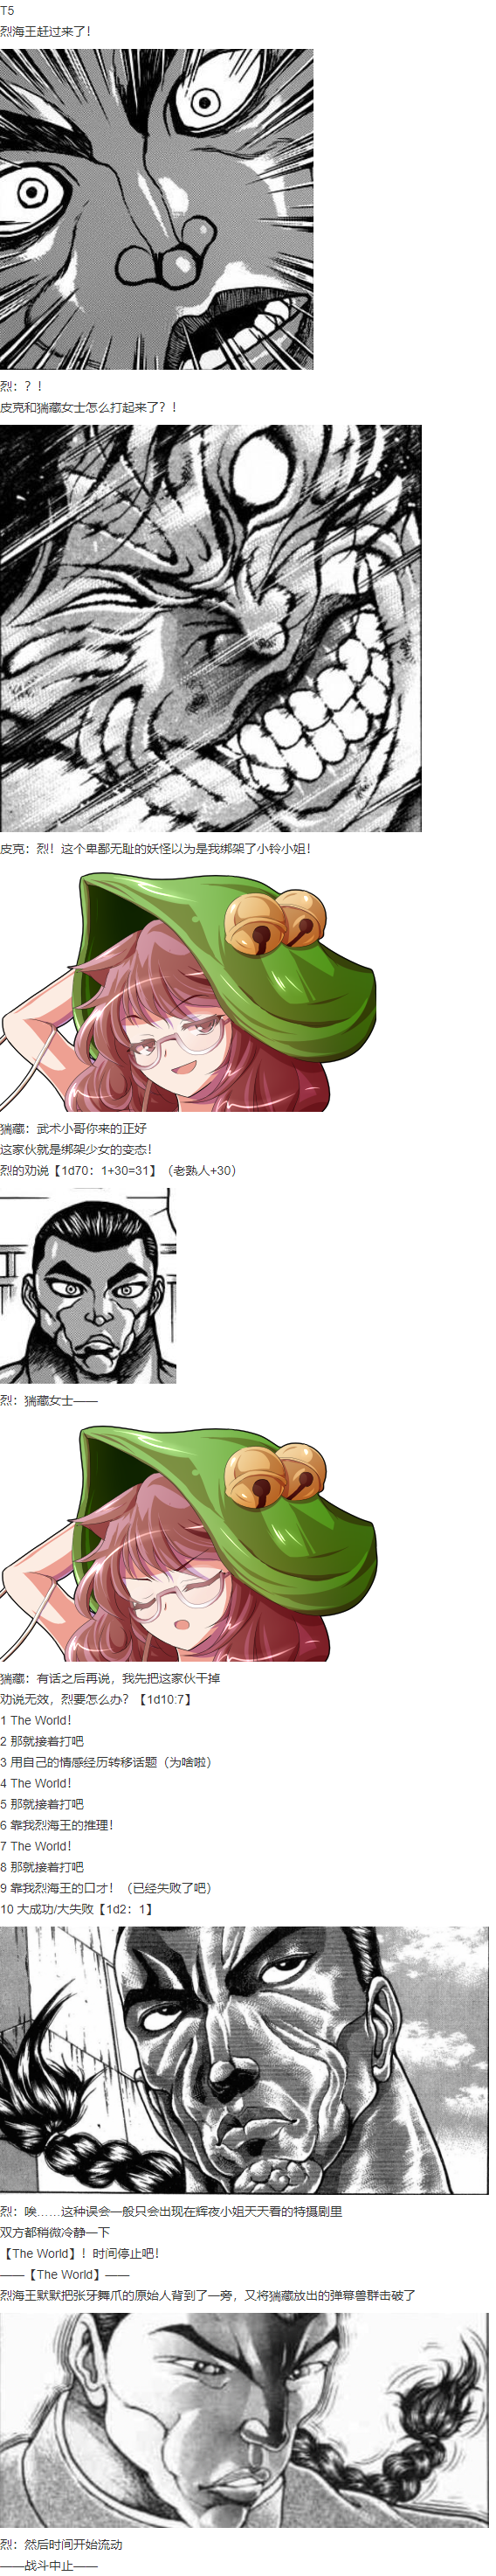 T5
烈海王赶过来了！
烈：？！
皮克和猯藏女士怎么打起来了？！
皮克：烈！这个卑鄙无耻的妖怪以为是我绑架了小铃小姐！
猯藏：武术小哥你来的正好
这家伙就是绑架少女的变态！
烈的劝说【1d70：1+30=31】（老熟人+30）
烈：猯藏女士——
猯藏：有话之后再说，我先把这家伙干掉
劝说无效，烈要怎么办？【1d10:7】
1 The World！
2 那就接着打吧
3 用自己的情感经历转移话题（为啥啦）
4 The World！
5 那就接着打吧
6 靠我烈海王的推理！
7 The World！
8 那就接着打吧
9 靠我烈海王的口才！（已经失败了吧）
10 大成功/大失败【1d2：1】
烈：唉……这种误会一般只会出现在辉夜小姐天天看的特摄剧里
双方都稍微冷静一下
【The World】！时间停止吧！
——【The World】——
烈海王默默把张牙舞爪的原始人背到了一旁，又将猯藏放出的弹幕兽群击破了
烈：然后时间开始流动
——战斗中止——